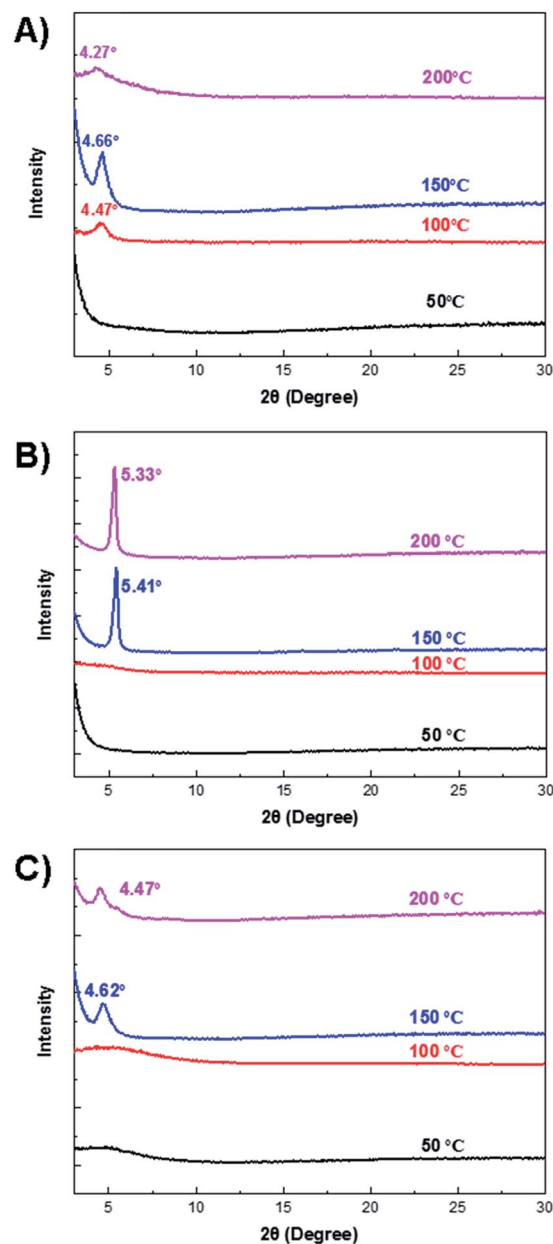 A)
4.27°
200°C
4.66°
150°C
4.47°
100°C
50°C
Intensity
5 10 15 20 25 30
2θ (Degree)
B)
5.33°
200 °C
5.41°
150 °C
100 °C
50 °C
Intensity
5 10 15 20 25 30
2θ (Degree)
C)
4.47°
200 °C
4.62°
150 °C
100 °C
50 °C
Intensity
5 10 15 20 25 30
2θ (Degree)